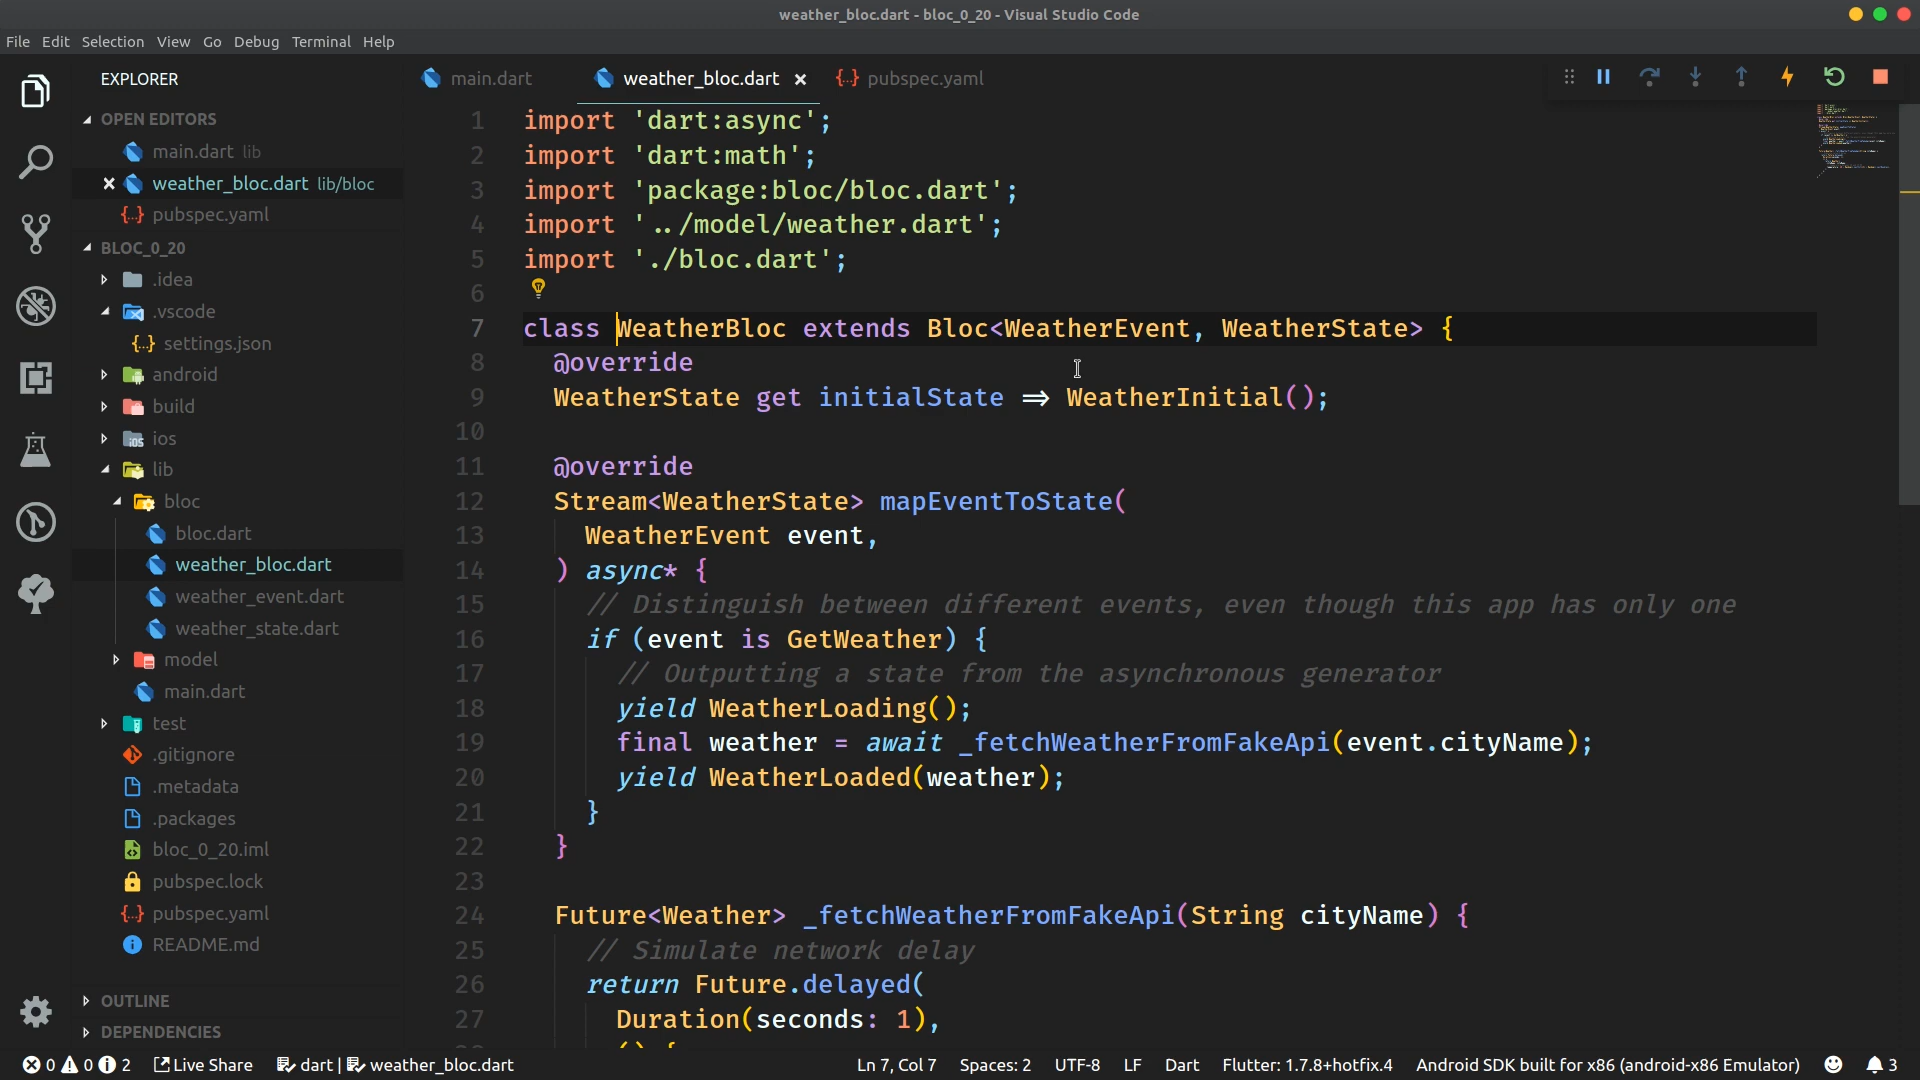 weather_bloc.dart - bloc_0_20 - Visual Studio Code
File Edit Selection View Go Debug Terminal Help
EXPLORER
OPEN EDITORS
main.dart lib
weather_bloc.dart lib/bloc
pubspec.yaml
BLOC_0_20
.idea
.vscode
settings.json
android
build
ios
lib
bloc
bloc.dart
weather_bloc.dart
weather_event.dart
weather_state.dart
model
main.dart
test
.gitignore
.metadata
.packages
bloc_0_20.iml
pubspec.lock
pubspec.yaml
README.md
OUTLINE
DEPENDENCIES
main.dart weather_bloc.dart pubspec.yaml
1 import 'dart:async';
2 import 'dart:math';
3 import 'package:bloc/bloc.dart';
4 import '../model/weather.dart';
5 import './bloc.dart';
6
7 class WeatherBloc extends Bloc<WeatherEvent, WeatherState> {
8 @override
9 WeatherState get initialState => WeatherInitial();
10
11 @override
12 Stream<WeatherState> mapEventToState(
13 WeatherEvent event,
14 ) async* {
15 // Distinguish between different events, even though this app has only one
16 if (event is GetWeather) {
17 // Outputting a state from the asynchronous generator
18 yield WeatherLoading();
19 final weather = await _fetchWeatherFromFakeApi(event.cityName);
20 yield WeatherLoaded(weather);
21 }
22 }
23
24 Future<Weather> _fetchWeatherFromFakeApi(String cityName) {
25 // Simulate network delay
26 return Future.delayed(
27 Duration(seconds: 1),
() {
0 0 2 Live Share dart | weather_bloc.dart Ln 7, Col 7 Spaces: 2 UTF-8 LF Dart Flutter: 1.7.8+hotfix.4 Android SDK built for x86 (android-x86 Emulator) 3